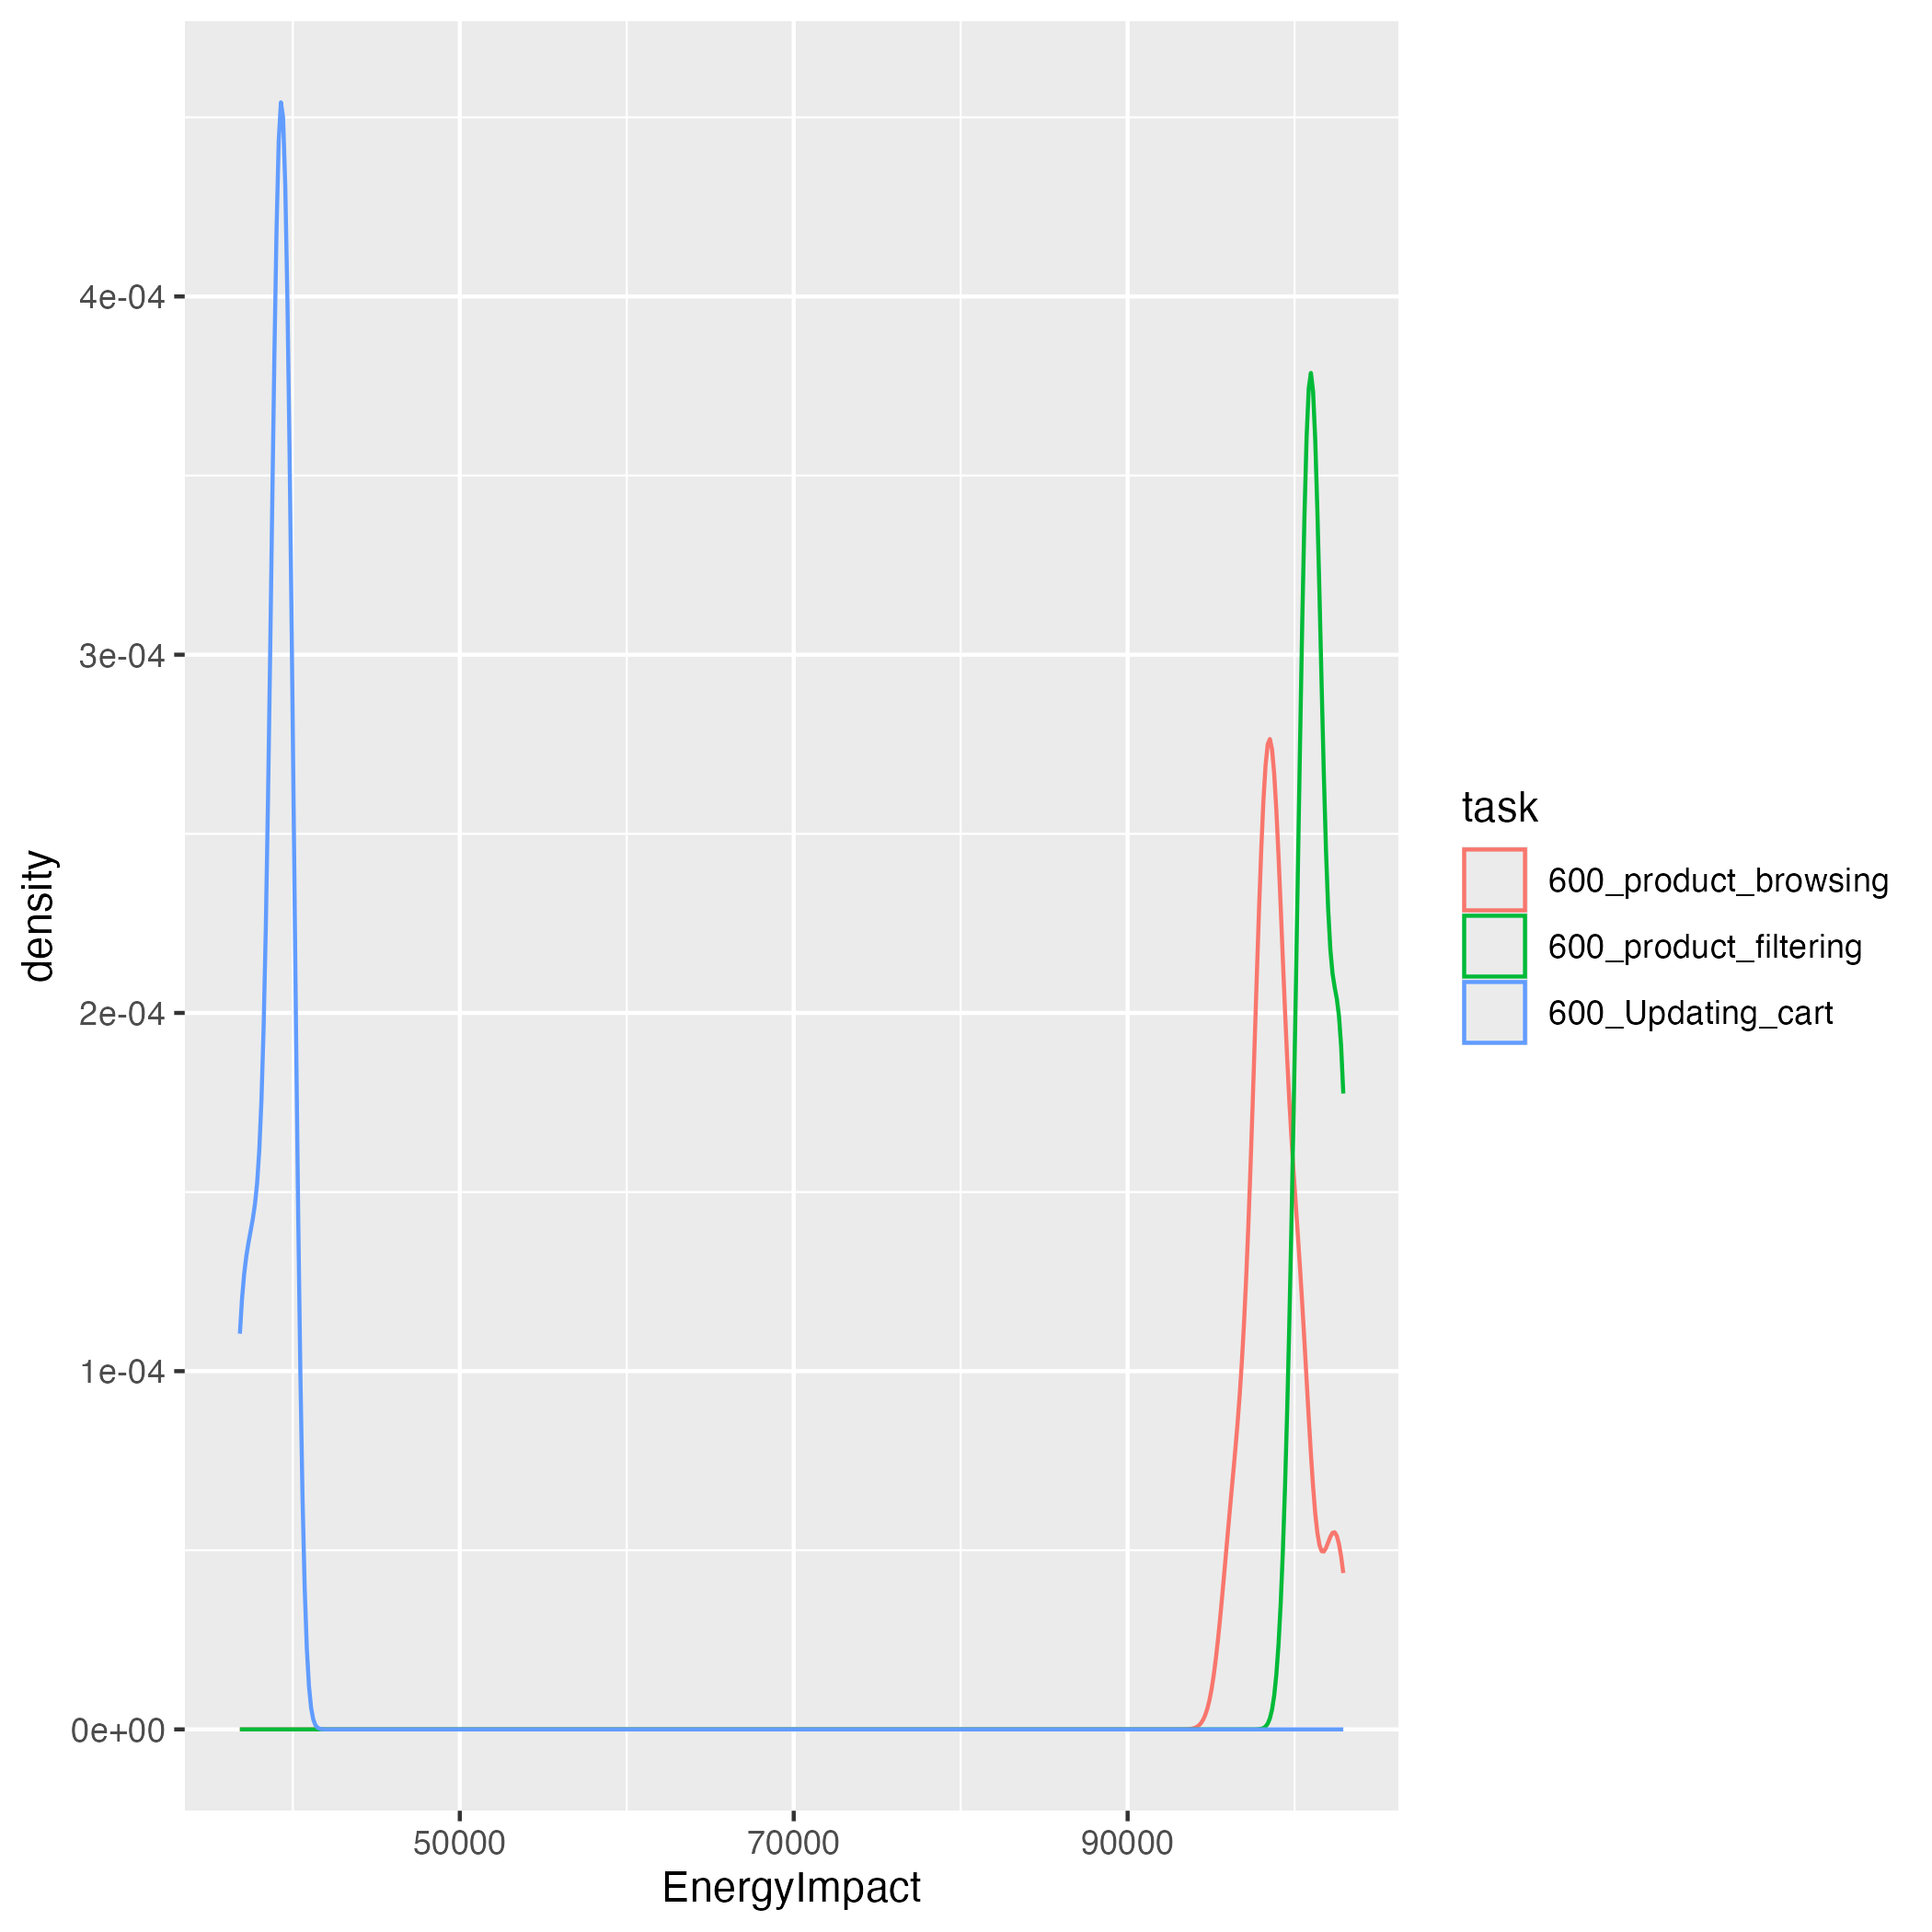 density
4e-04
3e-04
2e-04
1e-04
0e+00
50000
70000
90000
EnergyImpact
task
600_product_browsing
600_product_filtering
600_Updating_cart